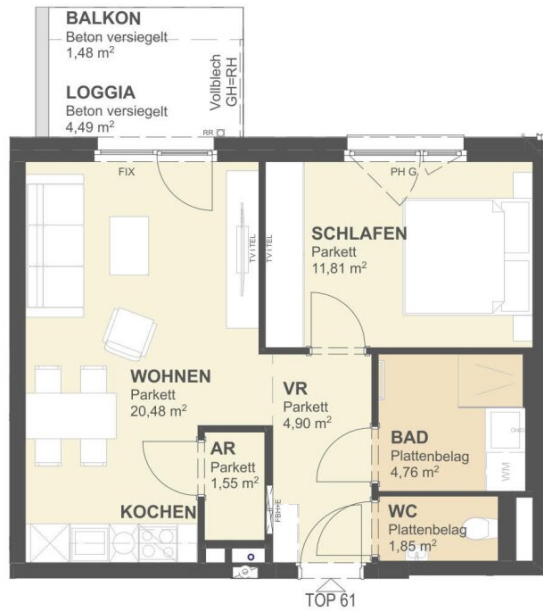 BALKON
Beton versiegelt
1,48 m²
LOGGIA
Beton versiegelt
4,49 m²
Vollblech
GH=RH
RR
FIX
PH G
TV I TEL
TV I TEL
SCHLAFEN
Parkett
11,81 m²
WOHNEN
Parkett
20,48 m²
VR
Parkett
4,90 m²
BAD
Plattenbelag
4,76 m²
WM
AR
Parkett
1,55 m²
FBH+E
KOCHEN
WC
Plattenbelag
1,85 m²
TOP 61